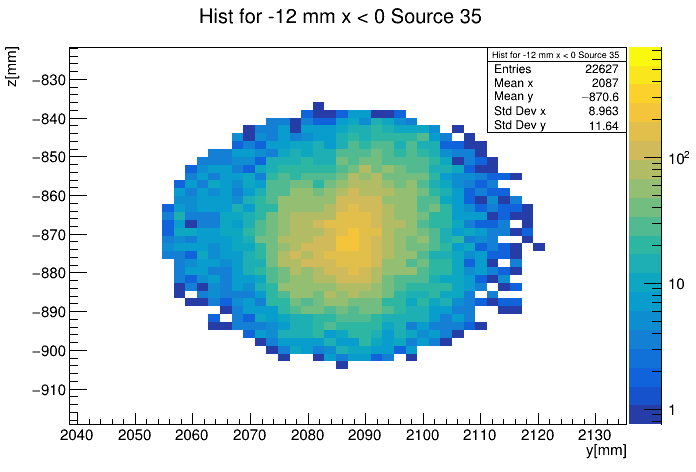 Hist for -12 mm x < 0 Source 35
z[mm]
Hist for -12 mm x < 0 Source 35
Entries 22627
Mean x 2087
Mean y −870.6
Std Dev x 8.963
Std Dev y 11.64
−830
−840
−850
−860
−870
−880
−890
−900
−910
10²
10
1
2040 2050 2060 2070 2080 2090 2100 2110 2120 2130
y[mm]